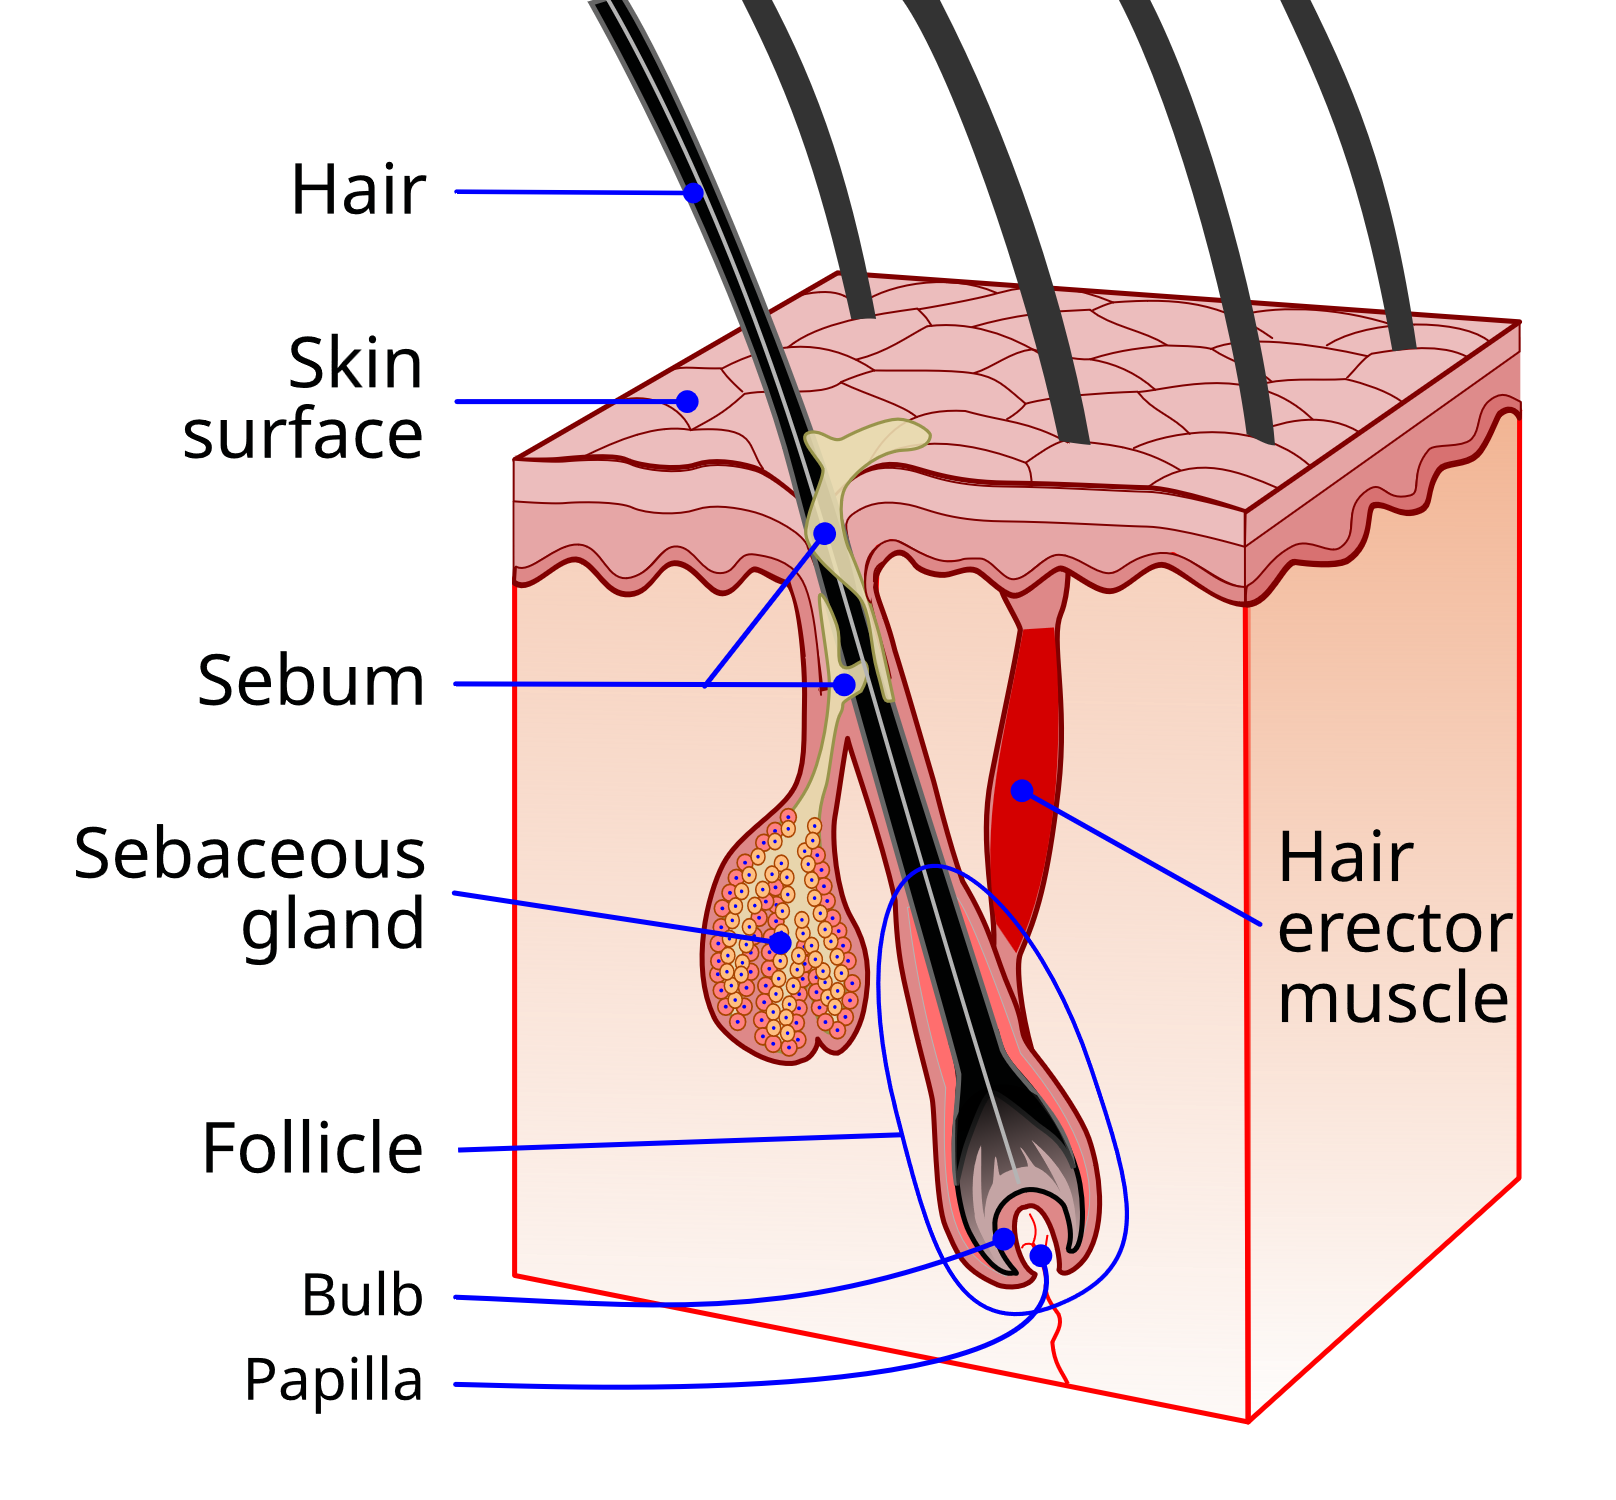 Hair
Skin
surface
Sebum
Sebaceous
gland
Hair
erector
muscle
Follicle
Bulb
Papilla